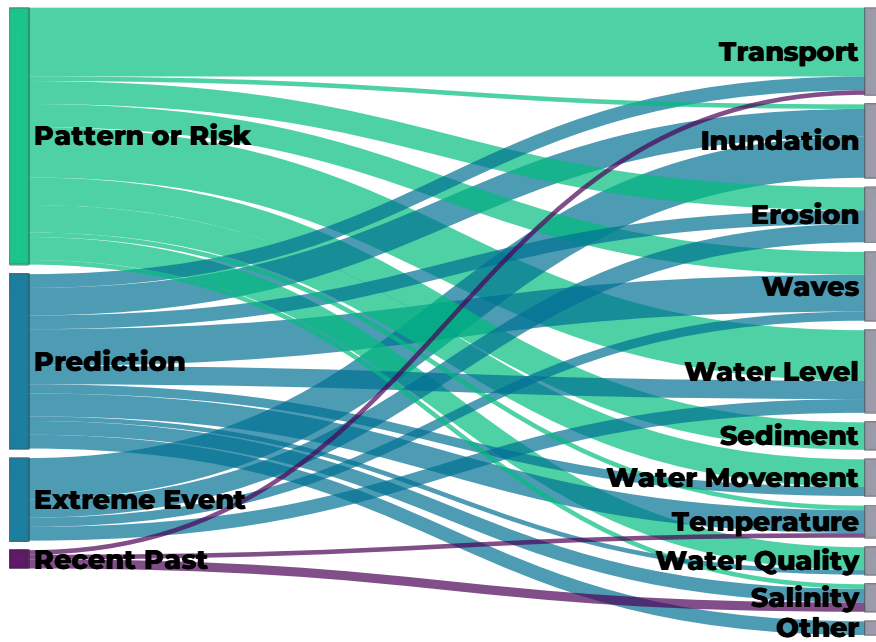 Pattern or Risk
Prediction
Extreme Event
Recent Past
Transport
Inundation
Erosion
Waves
Water Level
Sediment
Water Movement
Temperature
Water Quality
Salinity
Other